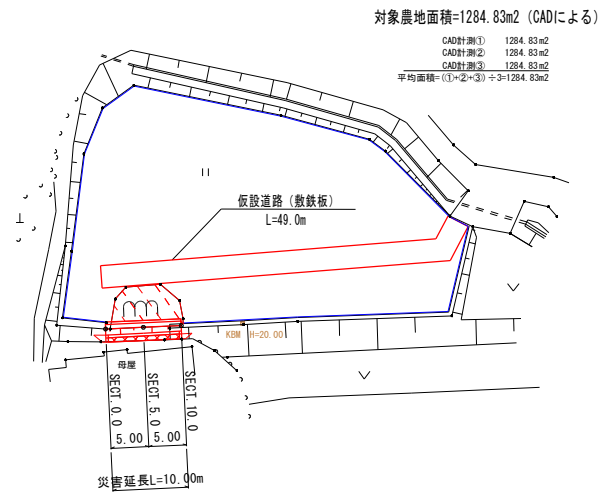 対象農地面積=1284.83m2 (CADによる)
CAD計測① 1284.83m2
CAD計測② 1284.83m2
CAD計測③ 1284.83m2
平均面積=(①+②+③)÷3=1284.83m2
仮設道路(敷鉄板)
L=49.0m
KBM H=20.00
母屋
SECT.0.0
SECT.5.0
SECT.10.0
5.00 5.00
災害延長L=10.00m